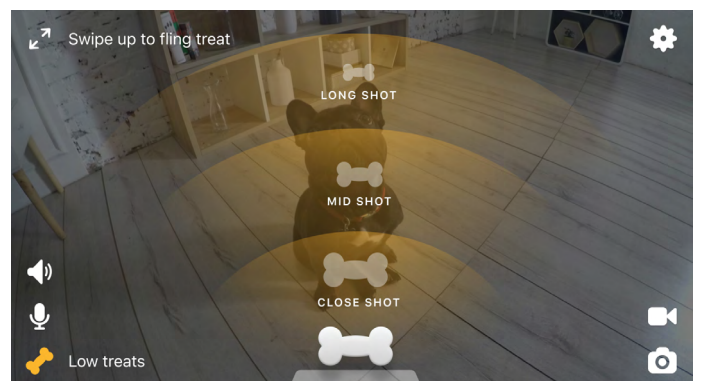 Swipe up to fling treat
LONG SHOT
MID SHOT
CLOSE SHOT
Low treats